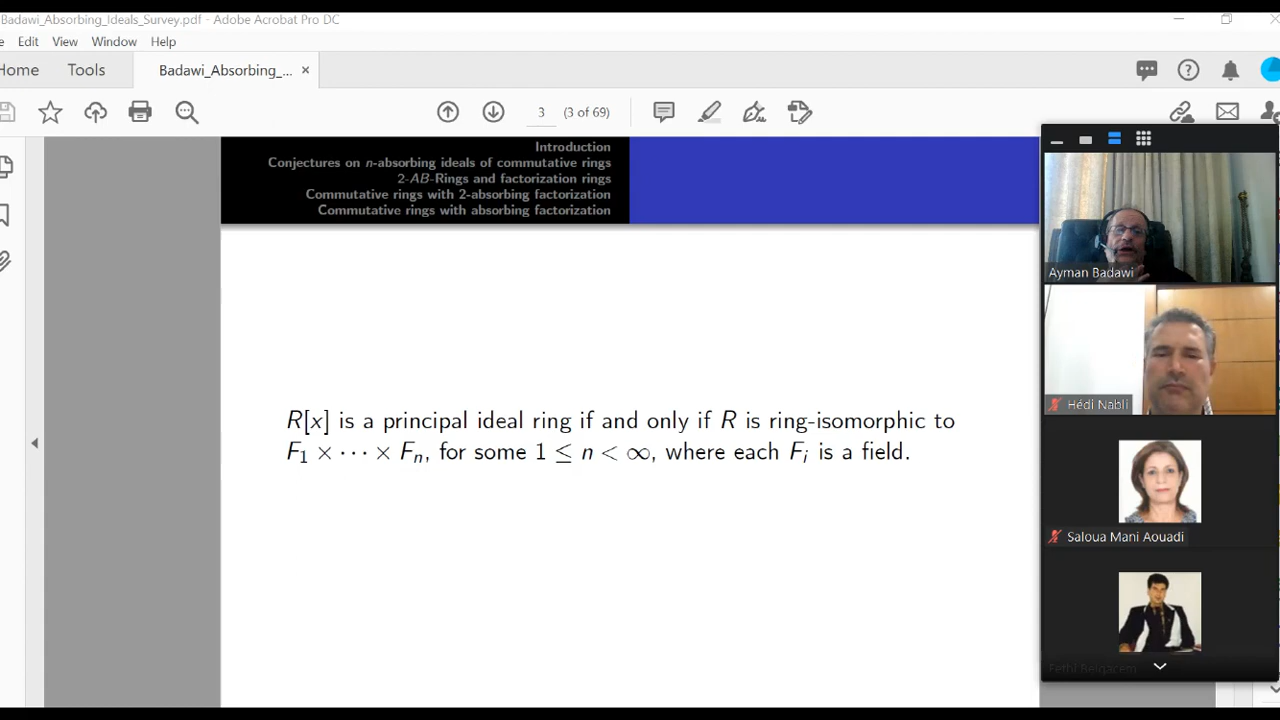 Badawi_Absorbing_Ideals_Survey.pdf - Adobe Acrobat Pro DC
Edit View Window Help
Home Tools Badawi_Absorbing_... ×
3 (3 of 69)
Introduction
Conjectures on n-absorbing ideals of commutative rings
2-AB-Rings and factorization rings
Commutative rings with 2-absorbing factorization
Commutative rings with absorbing factorization
R[x] is a principal ideal ring if and only if R is ring-isomorphic to
F₁ × ⋯ × Fₙ, for some 1 ≤ n < ∞, where each Fᵢ is a field.
Ayman Badawi
Hédi Nabli
Saloua Mani Aouadi
Fethi Belgacem